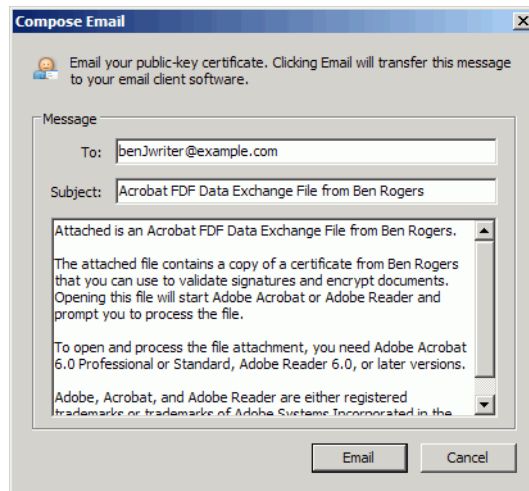 Compose Email
Email your public-key certificate. Clicking Email will transfer this message
to your email client software.
Message
To: benJwriter@example.com
Subject: Acrobat FDF Data Exchange File from Ben Rogers
Attached is an Acrobat FDF Data Exchange File from Ben Rogers.
The attached file contains a copy of a certificate from Ben Rogers
that you can use to validate signatures and encrypt documents.
Opening this file will start Adobe Acrobat or Adobe Reader and
prompt you to process the file.
To open and process the file attachment, you need Adobe Acrobat
6.0 Professional or Standard, Adobe Reader 6.0, or later versions.
Adobe, Acrobat, and Adobe Reader are either registered
trademarks or trademarks of Adobe Systems Incorporated in the
Email Cancel